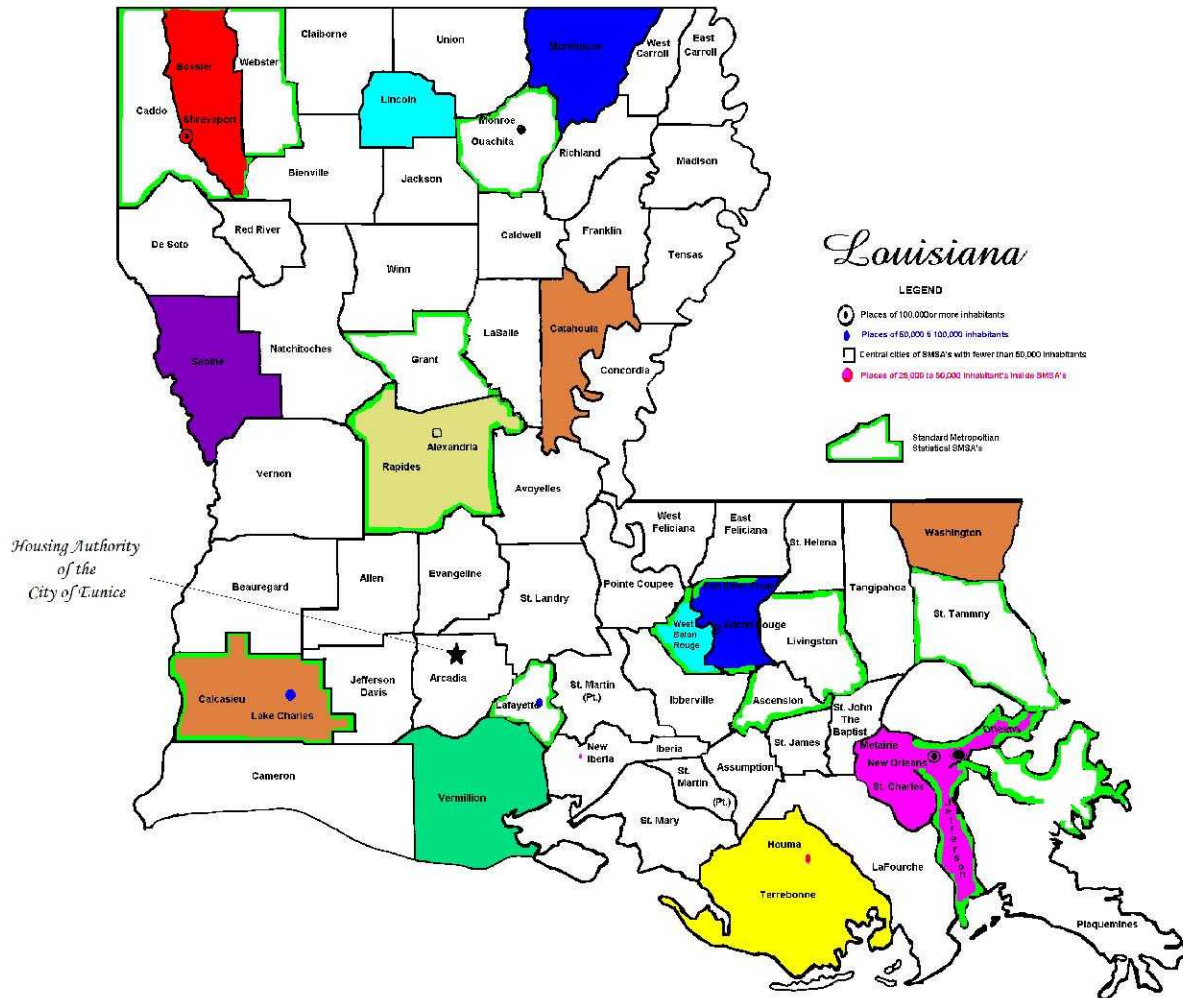 Claiborne
Union
Morehouse
West
Carroll
East
Carroll
Bossier
Webster
Caddo
Shreveport
Lincoln
Monroe
Ouachita
Richland
Madison
Bienville
Jackson
De Soto
Red River
Caldwell
Franklin
Tensas
Winn
Louisiana
LEGEND
Places of 100,000or more inhabitants
Places of 50,000 to 100,000 inhabitants
Central cities of SMSA's with fewer than 50,000 inhabitants
Places of 25,000 to 50,000 inhabitant's inside SMSA's
Standard Metropoltian
Statistical SMSA's
Sabine
Natchitoches
Grant
LaSalle
Catahoula
Concordia
Alexandria
Rapides
Vernon
Avoyelles
Housing Authority
of the
City of Eunice
West
Feliciana
East
Feliciana
St. Helena
Washington
Beauregard
Allen
Evangeline
St. Landry
Pointe Coupee
Tangipahoa
St. Tammny
West
Baton
Rouge
Baton Rouge
Livingston
Calcasieu
Lake Charles
Jefferson
Davis
Arcadia
Lafayette
St. Martin
(Pt.)
Ibberville
Ascension
St. John
The
Baptist
St. James
Orleans
Metairie
New Orleans
St. Charles
Jefferson
Cameron
Vermillion
New
Iberia
Iberia
Assumption
St.
Martin
(Pt.)
St. Mary
Houma
Terrebonne
LaFourche
Plaquemines